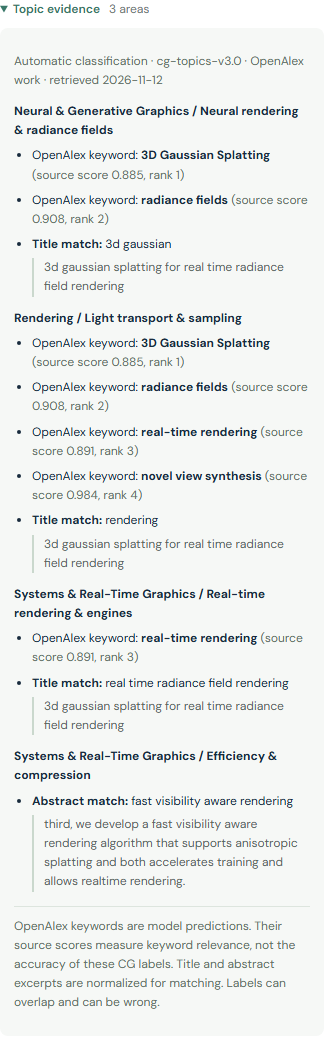 ▼ Topic evidence 3 areas
Automatic classification · cg-topics-v3.0 · OpenAlex
work · retrieved 2026-11-12
Neural & Generative Graphics / Neural rendering
& radiance fields
• OpenAlex keyword: 3D Gaussian Splatting
(source score 0.885, rank 1)
• OpenAlex keyword: radiance fields (source score
0.908, rank 2)
• Title match: 3d gaussian
3d gaussian splatting for real time radiance
field rendering
Rendering / Light transport & sampling
• OpenAlex keyword: 3D Gaussian Splatting
(source score 0.885, rank 1)
• OpenAlex keyword: radiance fields (source score
0.908, rank 2)
• OpenAlex keyword: real-time rendering (source
score 0.891, rank 3)
• OpenAlex keyword: novel view synthesis (source
score 0.984, rank 4)
• Title match: rendering
3d gaussian splatting for real time radiance
field rendering
Systems & Real-Time Graphics / Real-time
rendering & engines
• OpenAlex keyword: real-time rendering (source
score 0.891, rank 3)
• Title match: real time radiance field rendering
3d gaussian splatting for real time radiance
field rendering
Systems & Real-Time Graphics / Efficiency &
compression
• Abstract match: fast visibility aware rendering
third, we develop a fast visibility aware
rendering algorithm that supports anisotropic
splatting and both accelerates training and
allows realtime rendering.
OpenAlex keywords are model predictions. Their
source scores measure keyword relevance, not the
accuracy of these CG labels. Title and abstract
excerpts are normalized for matching. Labels can
overlap and can be wrong.